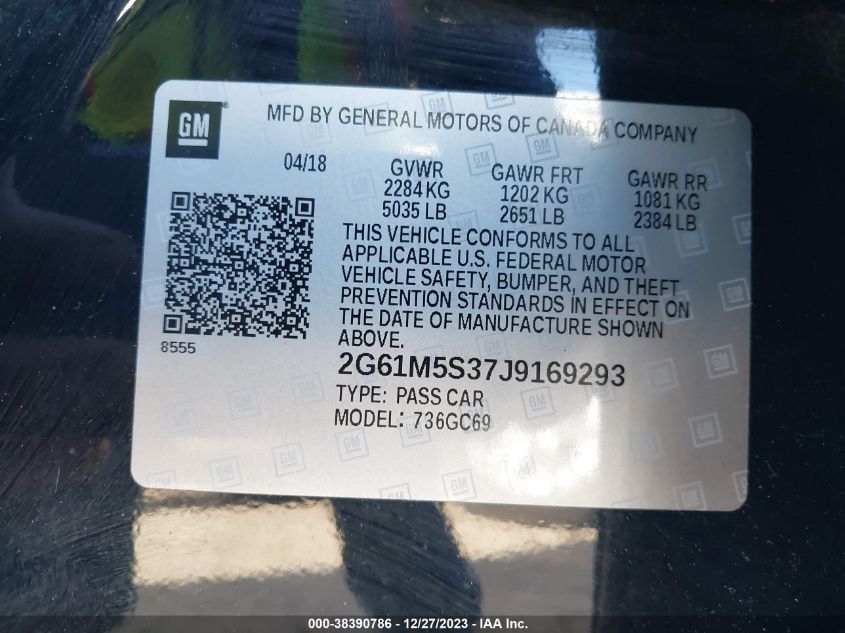 GM®
MFD BY GENERAL MOTORS OF CANADA COMPANY
04/18
GVWR
2284 KG
5035 LB
GAWR FRT
1202 KG
2651 LB
GAWR RR
1081 KG
2384 LB
THIS VEHICLE CONFORMS TO ALL
APPLICABLE U.S. FEDERAL MOTOR
VEHICLE SAFETY, BUMPER, AND THEFT
PREVENTION STANDARDS IN EFFECT ON
THE DATE OF MANUFACTURE SHOWN
ABOVE.
8555
2G61M5S37J9169293
TYPE: PASS CAR
MODEL: 736GC69
000-38390786 - 12/27/2023 - IAA Inc.